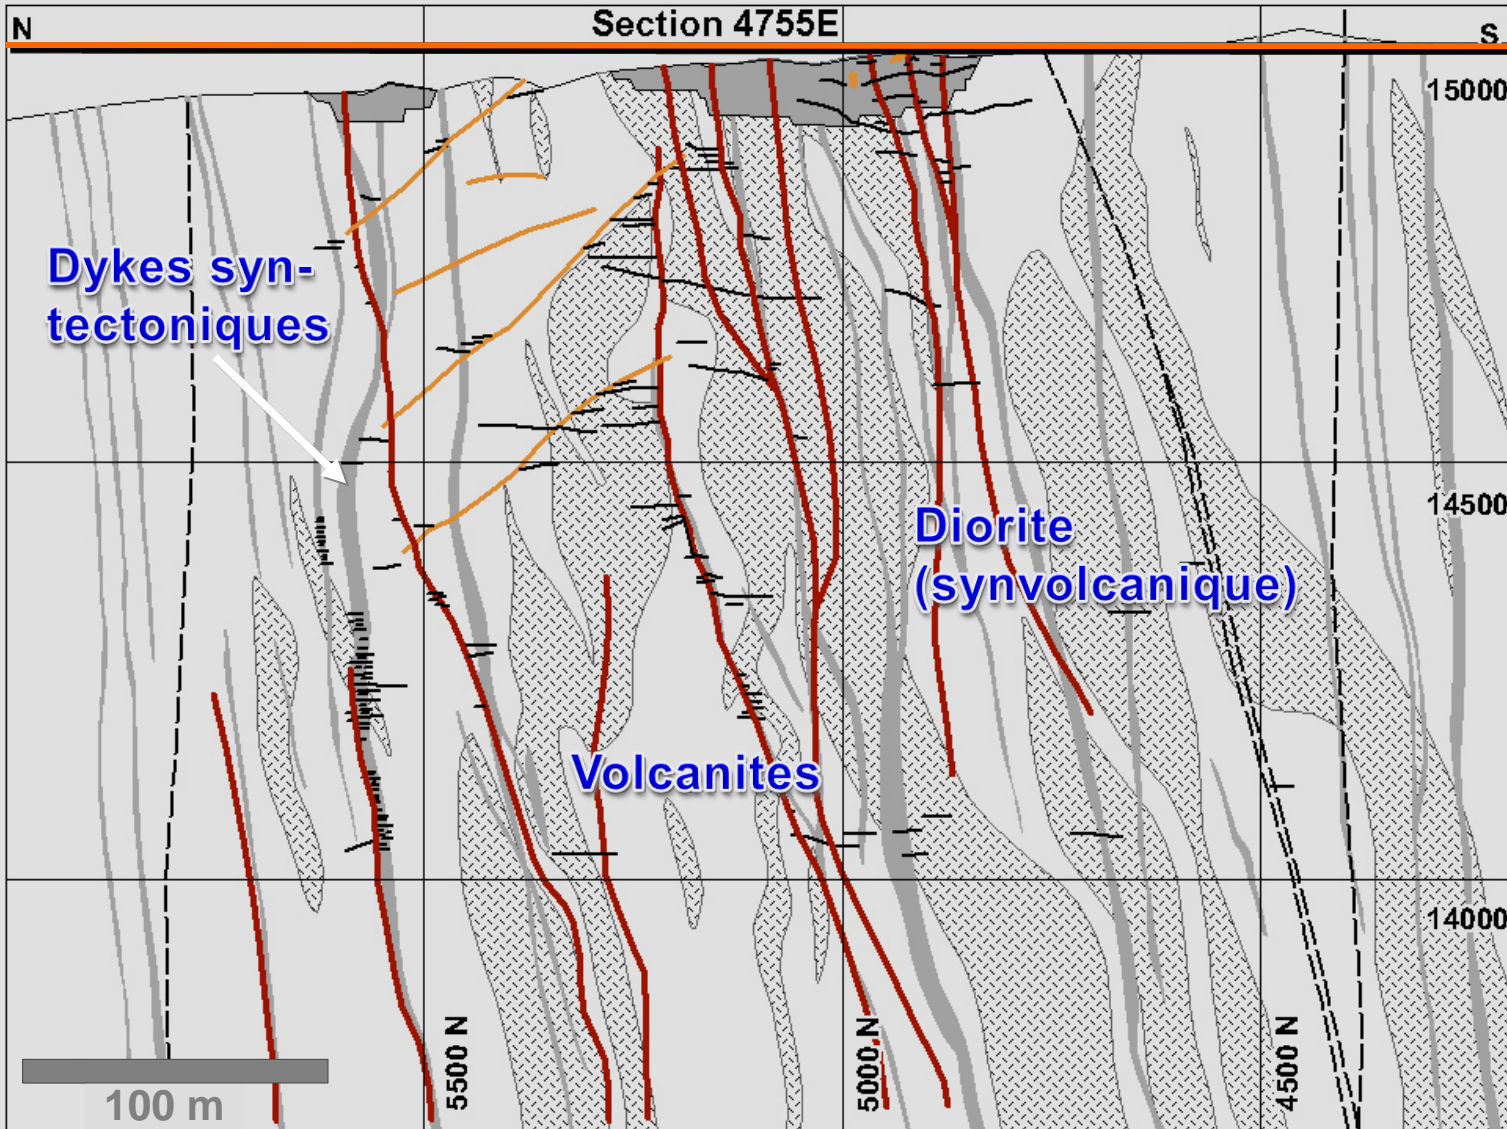 Section 4755E
N
S
15000
Dykes syn-
tectoniques
14500
Diorite
(synvolcanique)
Volcanites
14000
5500 N
5000 N
4500 N
100 m